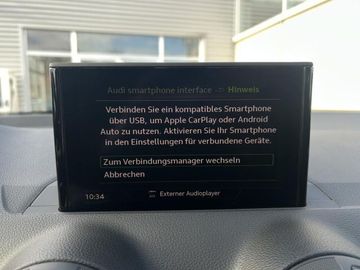 Audi smartphone interface -> Hinweis
Verbinden Sie ein kompatibles Smartphone
über USB, um Apple CarPlay oder Android
Auto zu nutzen. Aktivieren Sie Ihr Smartphone
in den Einstellungen für verbundene Geräte.
Zum Verbindungsmanager wechseln
Abbrechen
10:34
Externer Audioplayer